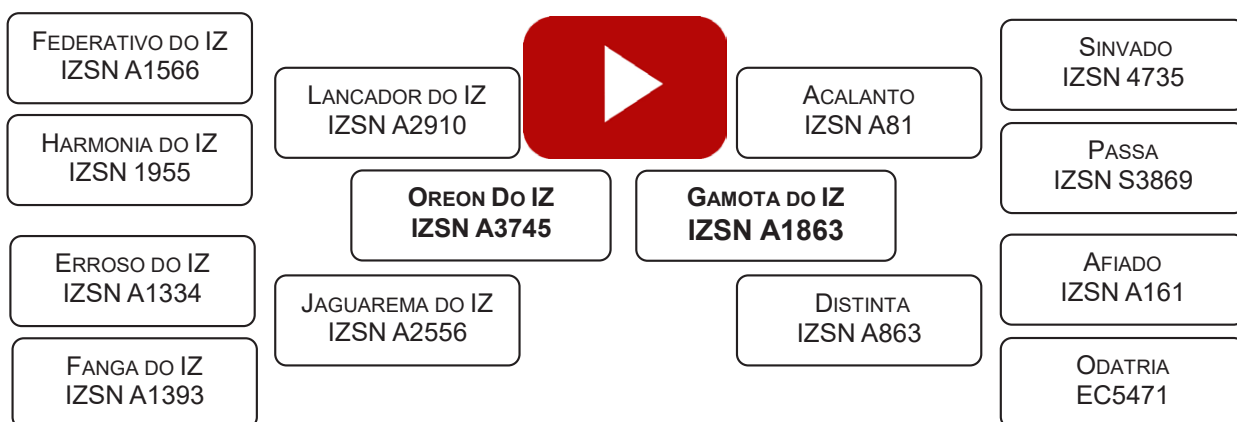 Federativo do IZ
IZSN A1566
Harmonia do IZ
IZSN 1955
Erroso do IZ
IZSN A1334
Fanga do IZ
IZSN A1393
Lancador do IZ
IZSN A2910
Jaguarema do IZ
IZSN A2556
Oreon Do IZ
IZSN A3745
Gamota do IZ
IZSN A1863
Acalanto
IZSN A81
Distinta
IZSN A863
Sinvado
IZSN 4735
Passa
IZSN S3869
Afiado
IZSN A161
Odatria
EC5471